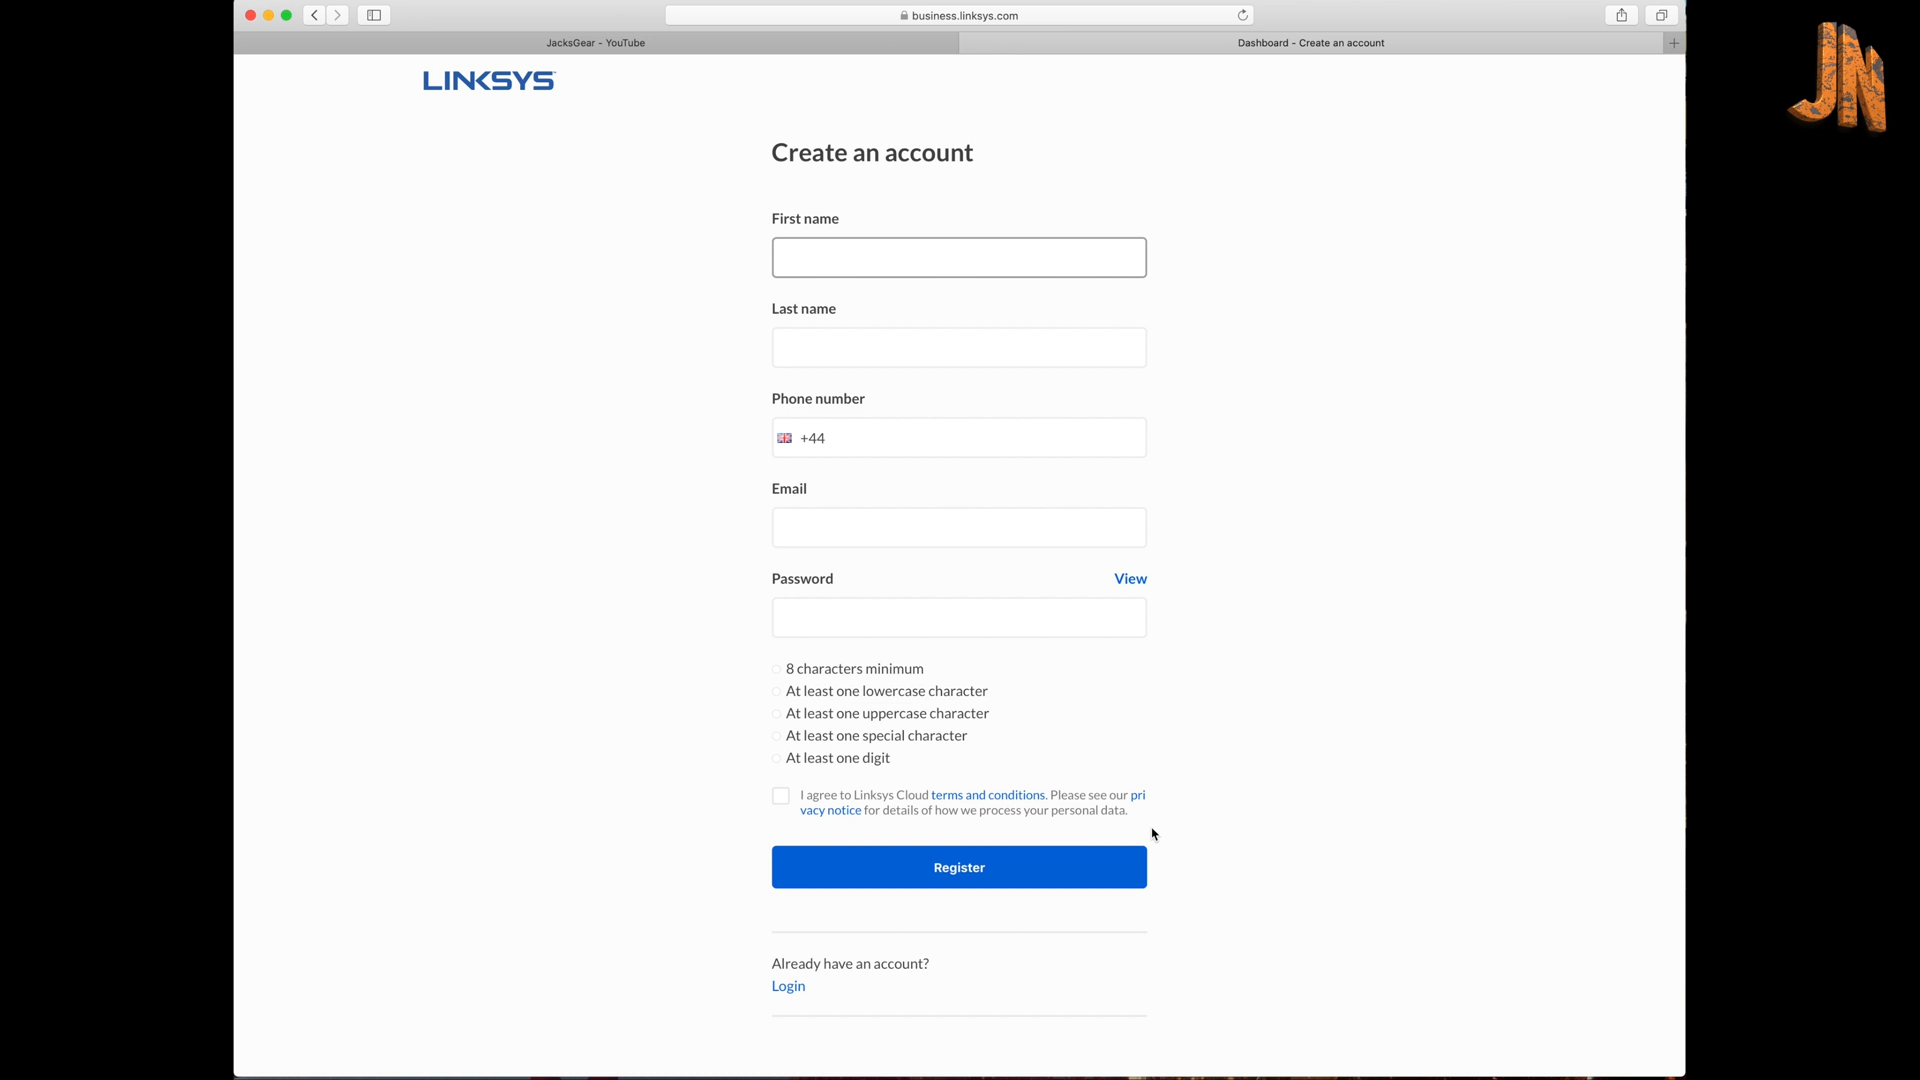 business.linksys.com
JacksGear - YouTube
Dashboard - Create an account
JN
LINKSYS
Create an account
First name
Last name
Phone number
+44
Email
Password
View
8 characters minimum
At least one lowercase character
At least one uppercase character
At least one special character
At least one digit
I agree to Linksys Cloud terms and conditions. Please see our pri
vacy notice for details of how we process your personal data.
Register
Already have an account?
Login